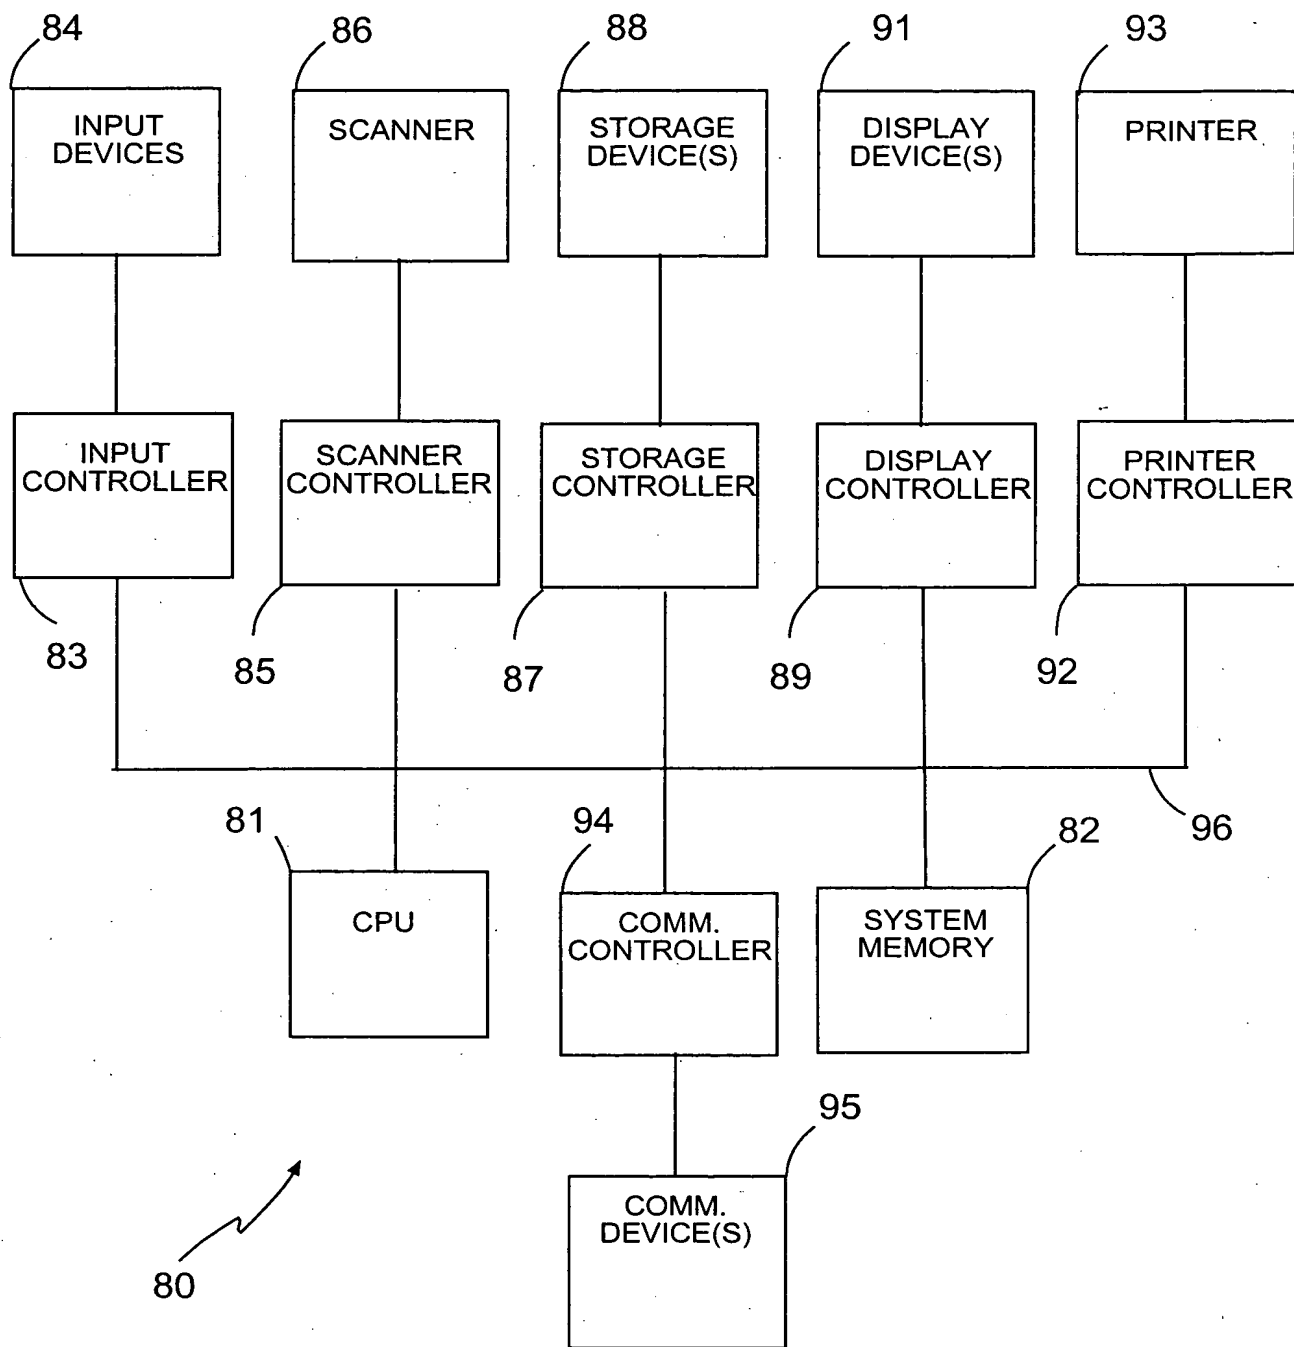 84
86
88
91
93
INPUT
DEVICES
SCANNER
STORAGE
DEVICE(S)
DISPLAY
DEVICE(S)
PRINTER
INPUT
CONTROLLER
SCANNER
CONTROLLER
STORAGE
CONTROLLER
DISPLAY
CONTROLLER
PRINTER
CONTROLLER
83
85
87
89
92
96
81
94
82
CPU
COMM.
CONTROLLER
SYSTEM
MEMORY
95
COMM.
DEVICE(S)
80